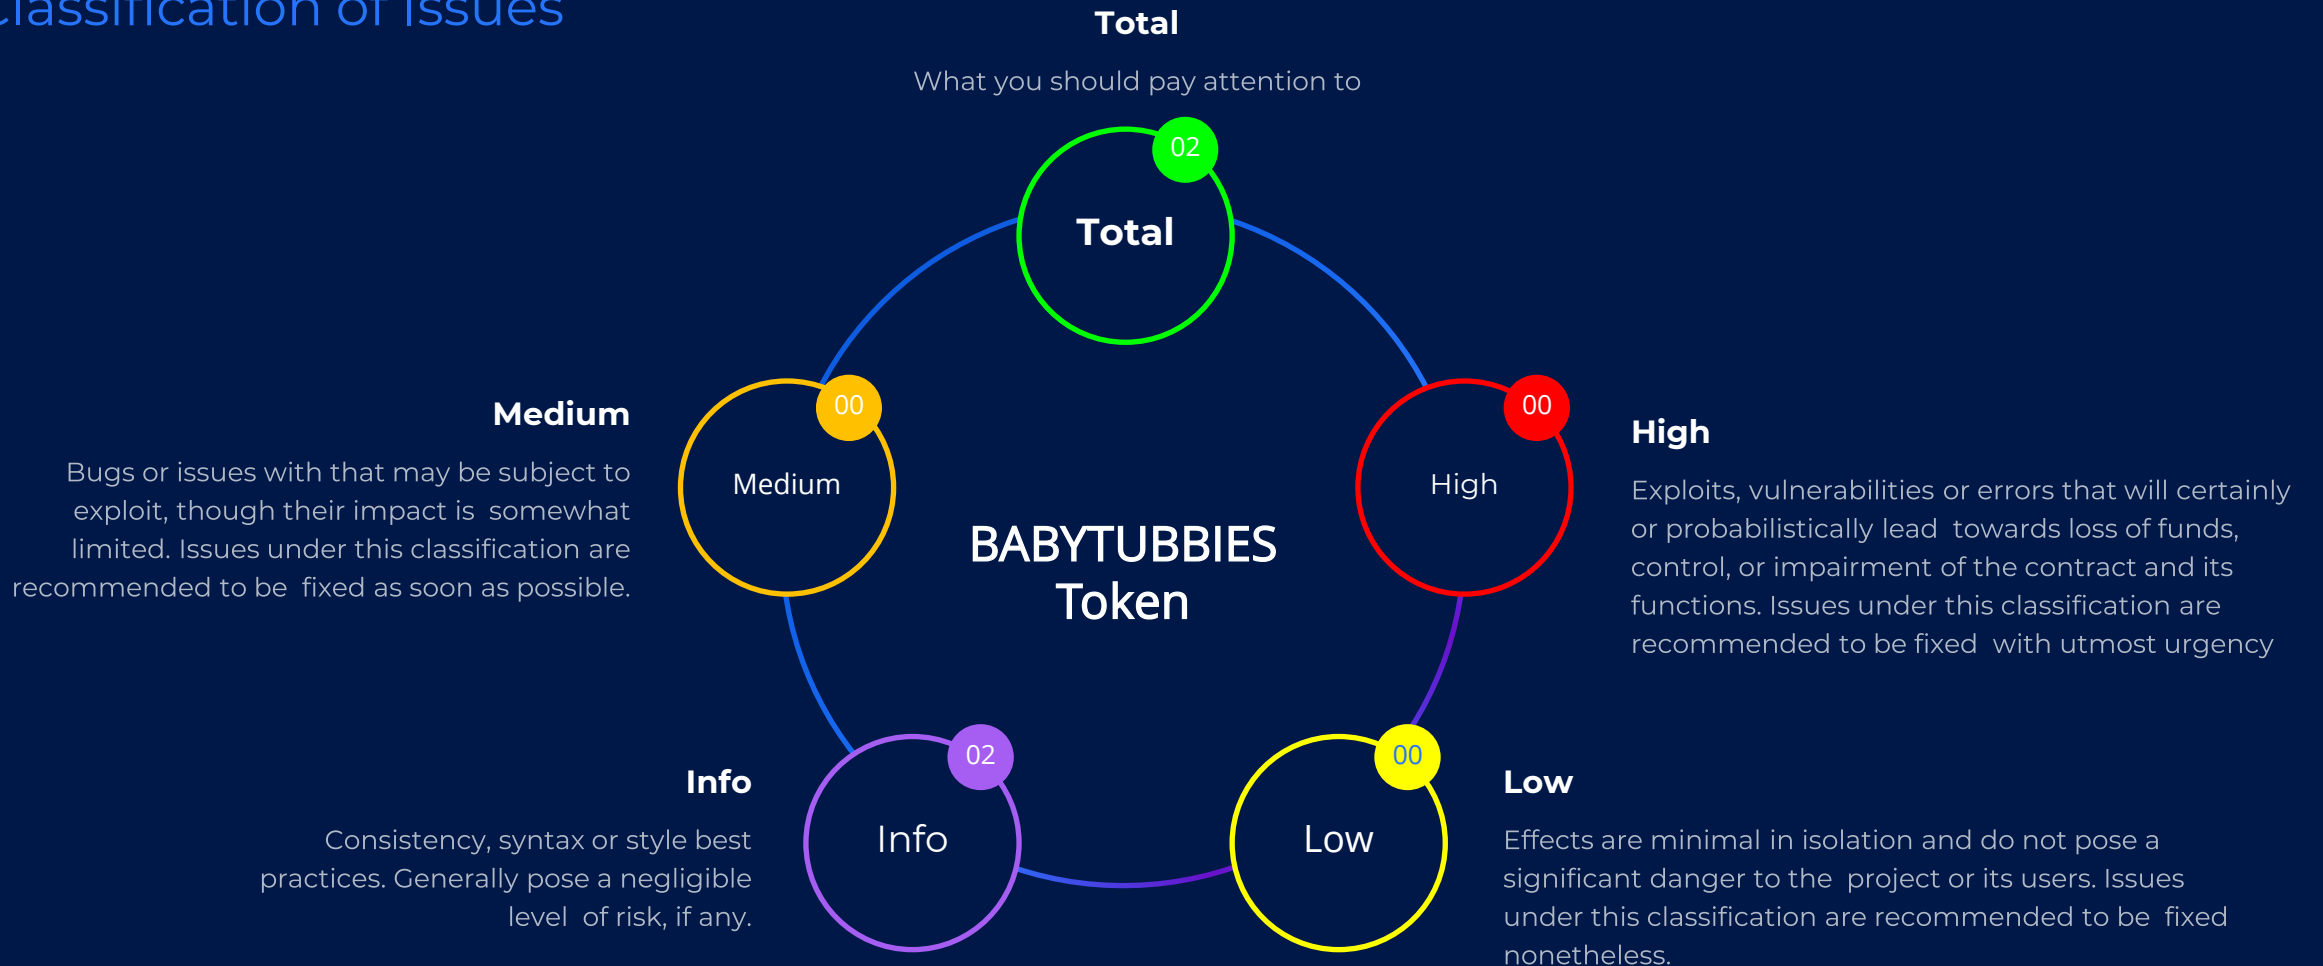 Classification of Issues
Total
What you should pay attention to
02
Total
Medium
Bugs or issues with that may be subject to
exploit, though their impact is somewhat
limited. Issues under this classification are
recommended to be fixed as soon as possible.
00
Medium
00
High
High
Exploits, vulnerabilities or errors that will certainly
or probabilistically lead towards loss of funds,
control, or impairment of the contract and its
functions. Issues under this classification are
recommended to be fixed with utmost urgency
BABYTUBBIES
Token
Info
Consistency, syntax or style best
practices. Generally pose a negligible
level of risk, if any.
02
Info
00
Low
Low
Effects are minimal in isolation and do not pose a
significant danger to the project or its users. Issues
under this classification are recommended to be fixed
nonetheless.